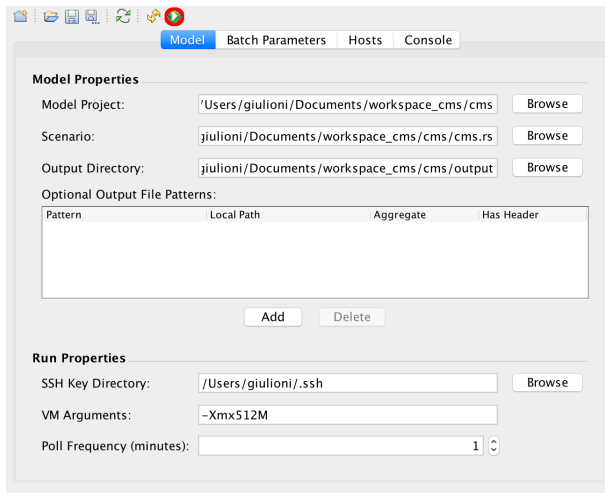 Model Batch Parameters Hosts Console
Model Properties
Model Project: /Users/giulioni/Documents/workspace_cms/cms Browse
Scenario: giulioni/Documents/workspace_cms/cms/cms.rs Browse
Output Directory: giulioni/Documents/workspace_cms/cms/output Browse
Optional Output File Patterns:
Pattern Local Path Aggregate Has Header
Add Delete
Run Properties
SSH Key Directory: /Users/giulioni/.ssh Browse
VM Arguments: -Xmx512M
Poll Frequency (minutes): 1